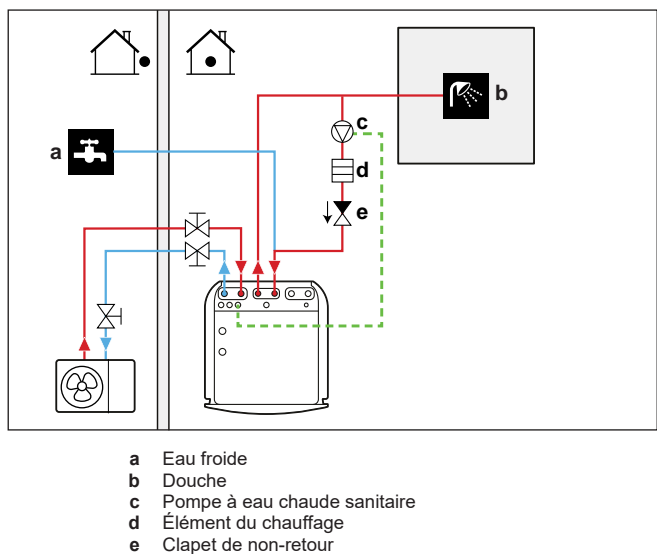 b
c
a
d
e
a Eau froide
b Douche
c Pompe à eau chaude sanitaire
d Élément du chauffage
e Clapet de non-retour